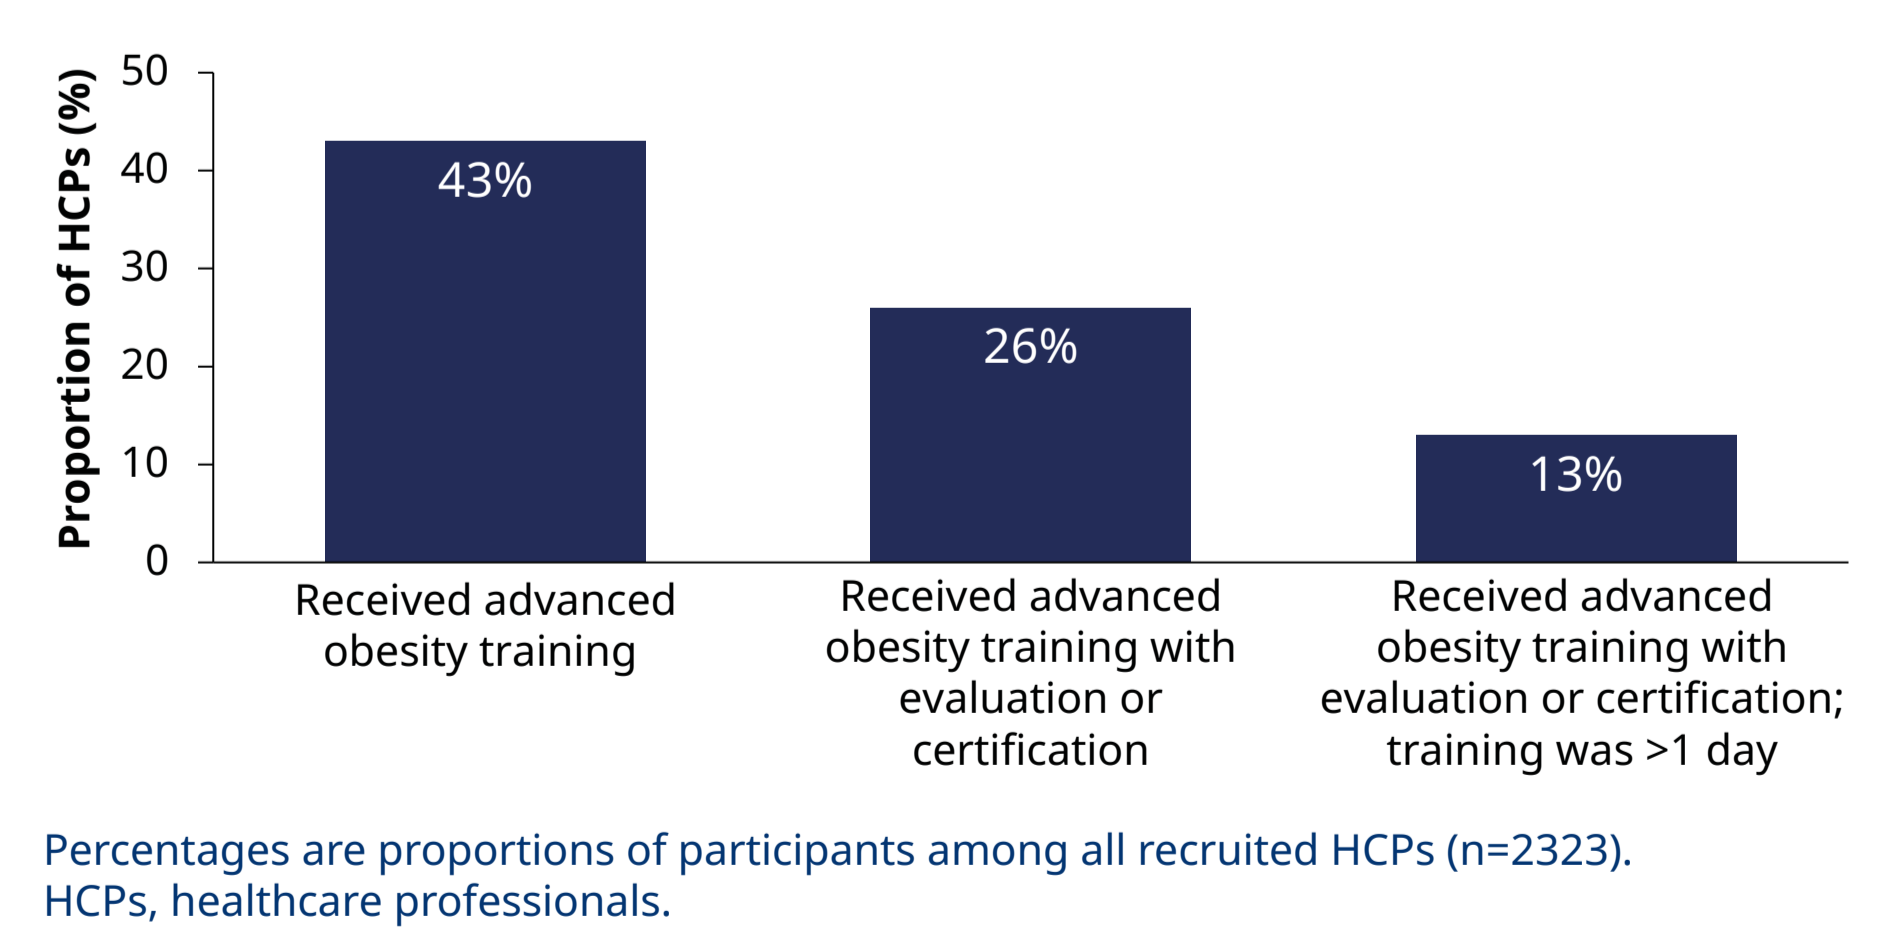 Proportion of HCPs (%)
50
40
30
20
10
0
43%
26%
13%
Received advanced
obesity training
Received advanced
obesity training with
evaluation or
certification
Received advanced
obesity training with
evaluation or certification;
training was >1 day
Percentages are proportions of participants among all recruited HCPs (n=2323).
HCPs, healthcare professionals.